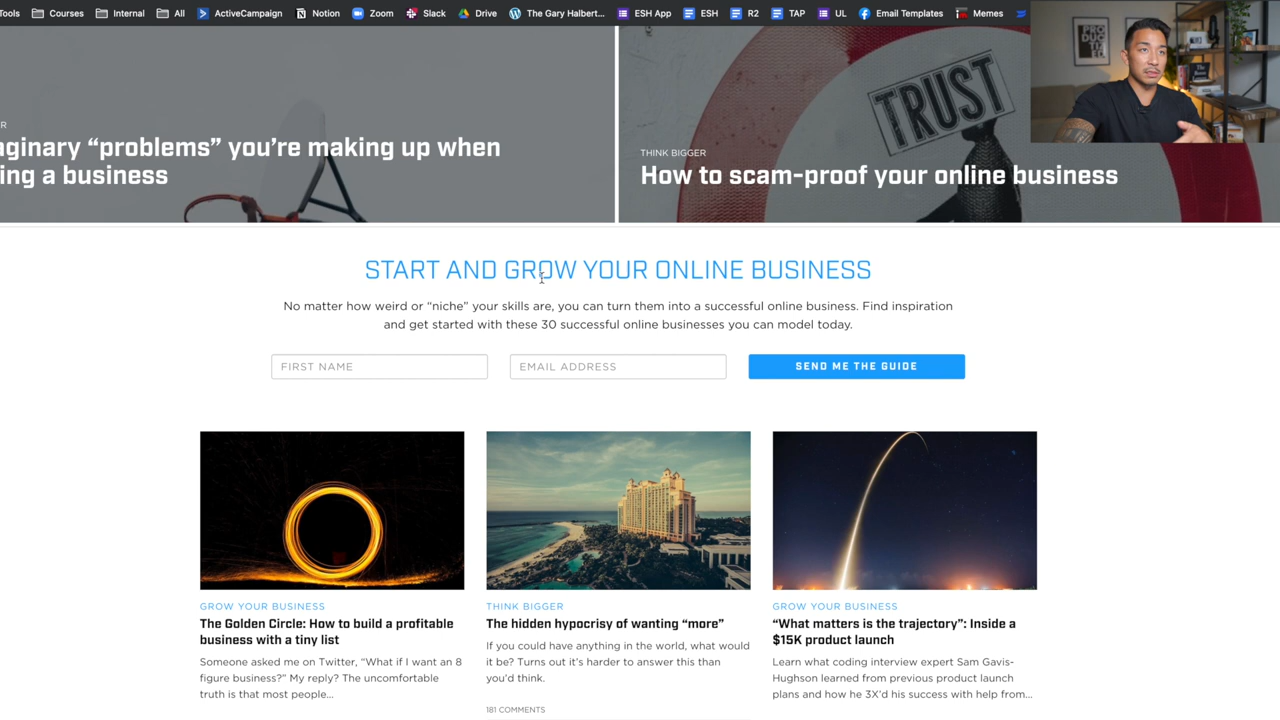 Tools Courses Internal All ActiveCampaign Notion Zoom Slack Drive The Gary Halbert... ESH App ESH R2 TAP UL Email Templates Memes
TRUST
aginary “problems” you’re making up when
ing a business
THINK BIGGER
How to scam-proof your online business
START AND GROW YOUR ONLINE BUSINESS
No matter how weird or “niche” your skills are, you can turn them into a successful online business. Find inspiration
and get started with these 30 successful online businesses you can model today.
FIRST NAME
EMAIL ADDRESS
SEND ME THE GUIDE
GROW YOUR BUSINESS
The Golden Circle: How to build a profitable
business with a tiny list
Someone asked me on Twitter, “What if I want an 8
figure business?” My reply? The uncomfortable
truth is that most people...
THINK BIGGER
The hidden hypocrisy of wanting “more”
If you could have anything in the world, what would
it be? Turns out it’s harder to answer this than
you’d think.
181 COMMENTS
GROW YOUR BUSINESS
“What matters is the trajectory”: Inside a
$15K product launch
Learn what coding interview expert Sam Gavis-
Hughson learned from previous product launch
plans and how he 3X’d his success with help from...